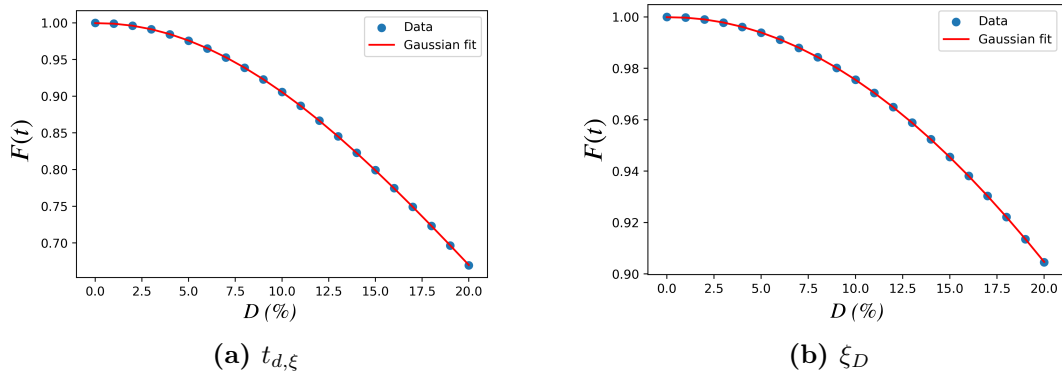 1.00
0.95
0.90
0.85
0.80
0.75
0.70
F(t)
0.0 2.5 5.0 7.5 10.0 12.5 15.0 17.5 20.0
D (%)
Data
Gaussian fit
(a) t_{d,ξ}
1.00
0.98
0.96
0.94
0.92
0.90
F(t)
0.0 2.5 5.0 7.5 10.0 12.5 15.0 17.5 20.0
D (%)
Data
Gaussian fit
(b) ξ_D